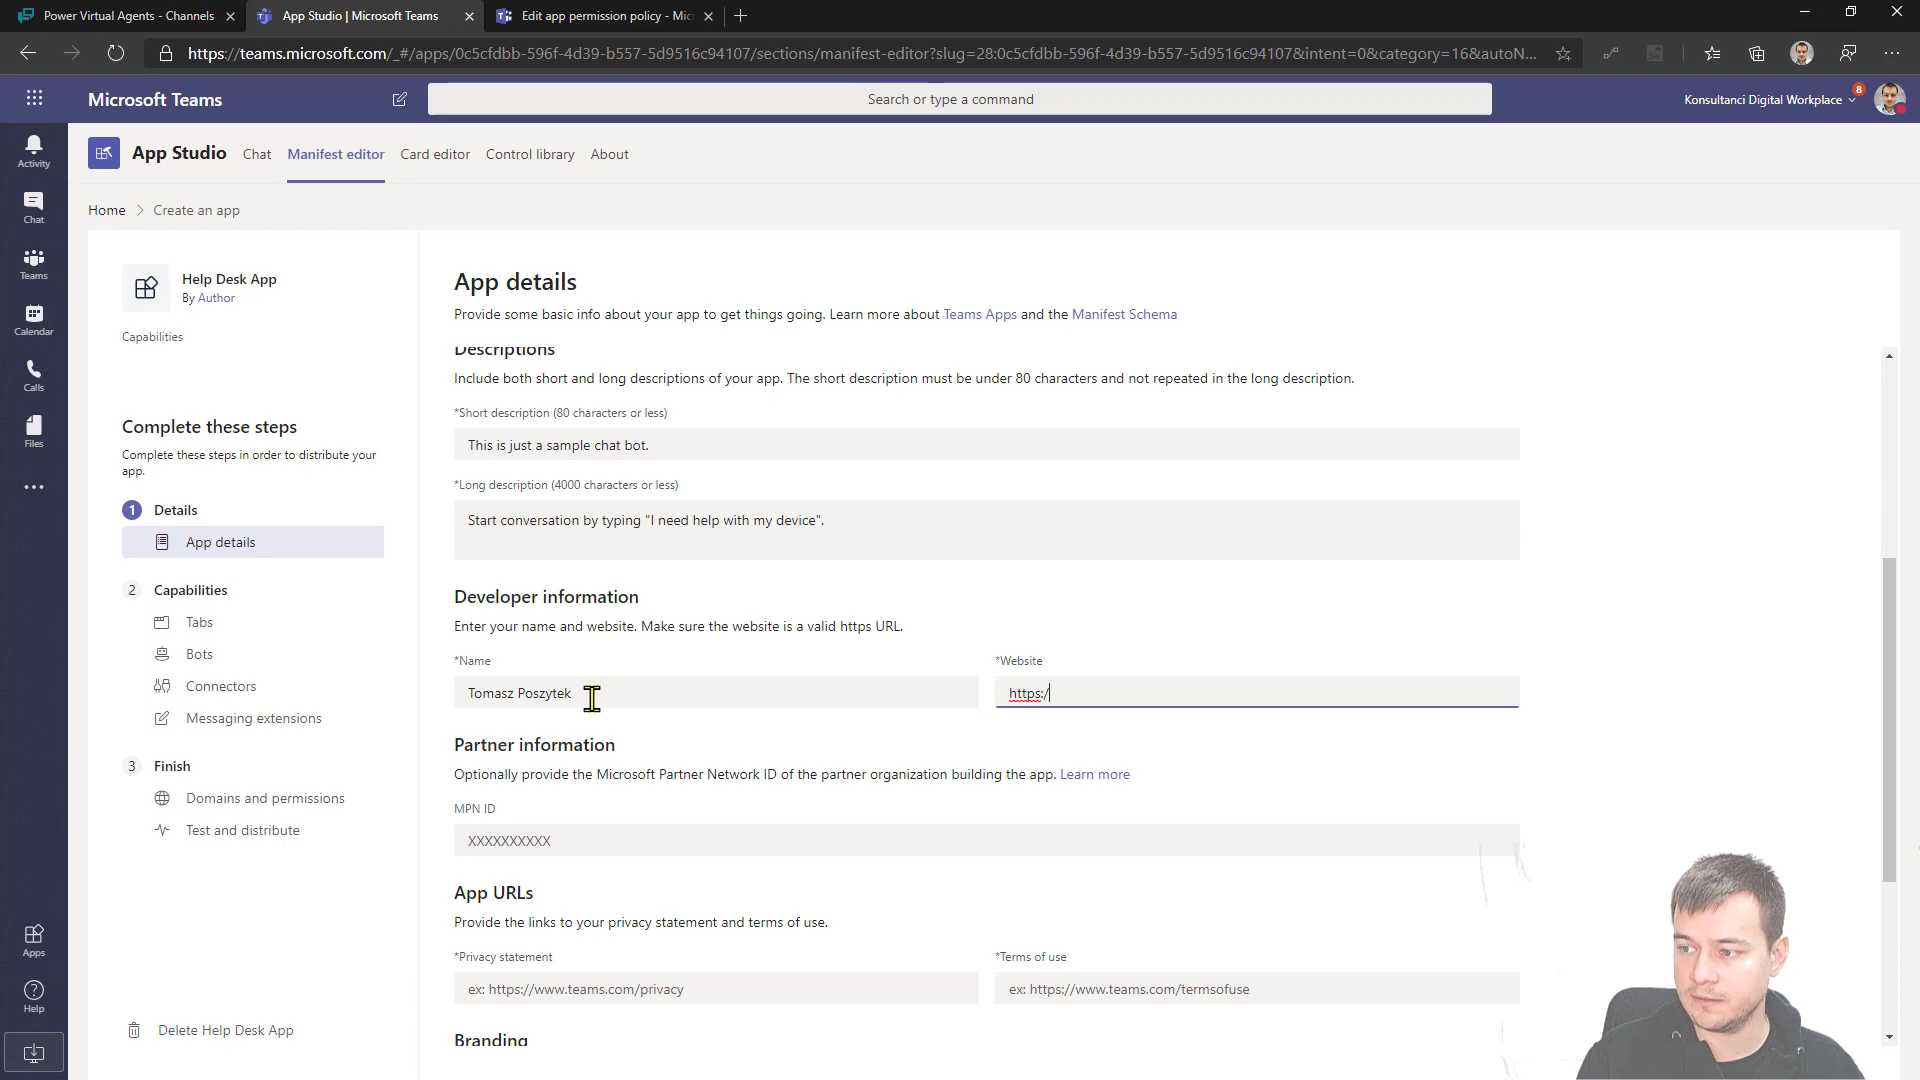 Power Virtual Agents - Channels
App Studio | Microsoft Teams
Edit app permission policy - Mic
https://teams.microsoft.com/_#/apps/0c5cfdbb-596f-4d39-b557-5d9516c94107/sections/manifest-editor?slug=28:0c5cfdbb-596f-4d39-b557-5d9516c94107&intent=0&category=16&autoN...
Microsoft Teams
Search or type a command
Konsultanci Digital Workplace
8
Activity
Chat
Teams
Calendar
Calls
Files
Apps
Help
App Studio
Chat
Manifest editor
Card editor
Control library
About
Home > Create an app
Help Desk App
By Author
Capabilities
Complete these steps
Complete these steps in order to distribute your
app.
1 Details
App details
2 Capabilities
Tabs
Bots
Connectors
Messaging extensions
3 Finish
Domains and permissions
Test and distribute
Delete Help Desk App
App details
Provide some basic info about your app to get things going. Learn more about Teams Apps and the Manifest Schema
Descriptions
Include both short and long descriptions of your app. The short description must be under 80 characters and not repeated in the long description.
*Short description (80 characters or less)
This is just a sample chat bot.
*Long description (4000 characters or less)
Start conversation by typing "I need help with my device".
Developer information
Enter your name and website. Make sure the website is a valid https URL.
*Name
Tomasz Poszytek
*Website
https:/
Partner information
Optionally provide the Microsoft Partner Network ID of the partner organization building the app. Learn more
MPN ID
XXXXXXXXXX
App URLs
Provide the links to your privacy statement and terms of use.
*Privacy statement
ex: https://www.teams.com/privacy
*Terms of use
ex: https://www.teams.com/termsofuse
Branding